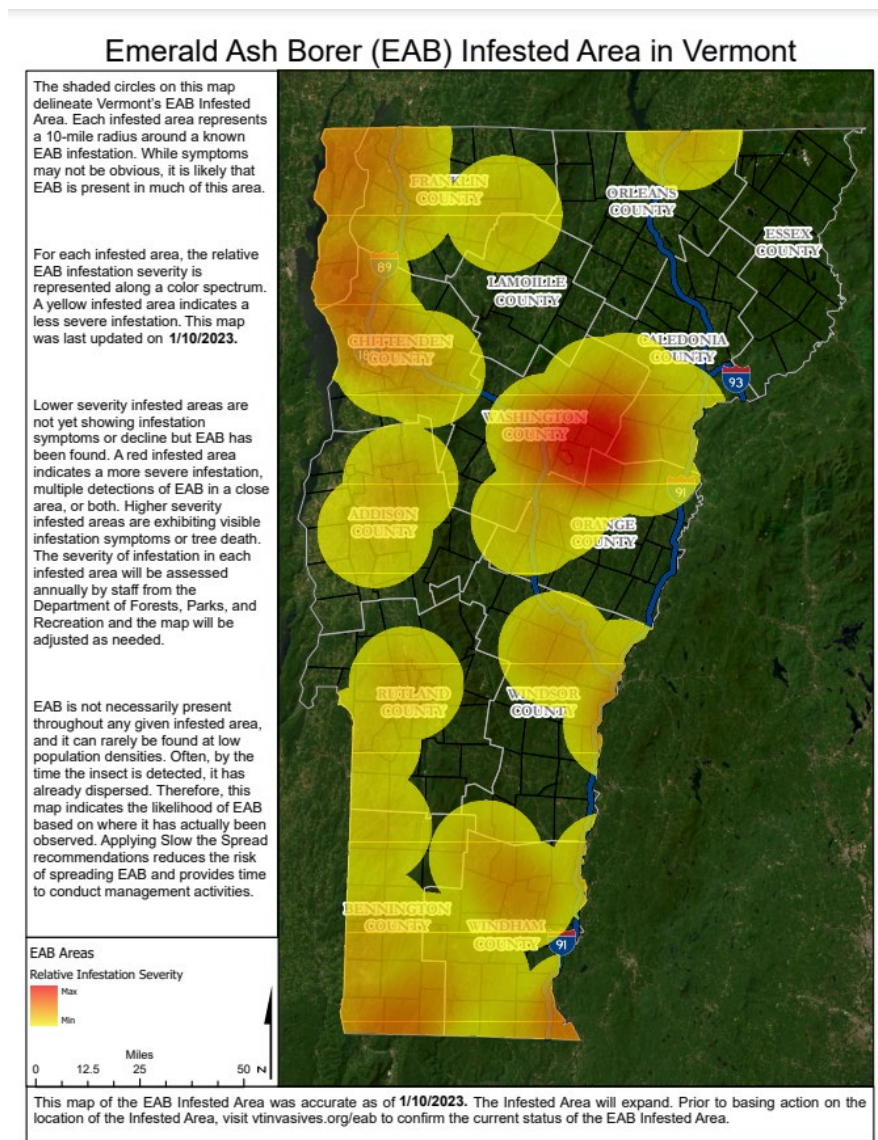 Emerald Ash Borer (EAB) Infested Area in Vermont
The shaded circles on this map
delineate Vermont's EAB Infested
Area. Each infested area represents
a 10-mile radius around a known
EAB infestation. While symptoms
may not be obvious, it is likely that
EAB is present in much of this area.
For each infested area, the relative
EAB infestation severity is
represented along a color spectrum.
A yellow infested area indicates a
less severe infestation. This map
was last updated on 1/10/2023.
Lower severity infested areas are
not yet showing infestation
symptoms or decline but EAB has
been found. A red infested area
indicates a more severe infestation,
multiple detections of EAB in a close
area, or both. Higher severity
infested areas are exhibiting visible
infestation symptoms or tree death.
The severity of infestation in each
infested area will be assessed
annually by staff from the
Department of Forests, Parks, and
Recreation and the map will be
adjusted as needed.
EAB is not necessarily present
throughout any given infested area,
and it can rarely be found at low
population densities. Often, by the
time the insect is detected, it has
already dispersed. Therefore, this
map indicates the likelihood of EAB
based on where it has actually been
observed. Applying Slow the Spread
recommendations reduces the risk
of spreading EAB and provides time
to conduct management activities.
EAB Areas
Relative Infestation Severity
Max
Min
Miles
0 12.5 25 50
N
FRANKLIN
COUNTY
ORLEANS
COUNTY
ESSEX
COUNTY
89
LAMOILLE
COUNTY
CHITTENDEN
COUNTY
CALEDONIA
COUNTY
93
WASHINGTON
COUNTY
91
ADDISON
COUNTY
ORANGE
COUNTY
RUTLAND
COUNTY
WINDSOR
COUNTY
BENNINGTON
COUNTY
WINDHAM
COUNTY
91
This map of the EAB Infested Area was accurate as of 1/10/2023. The Infested Area will expand. Prior to basing action on the
location of the Infested Area, visit vtinvasives.org/eab to confirm the current status of the EAB Infested Area.